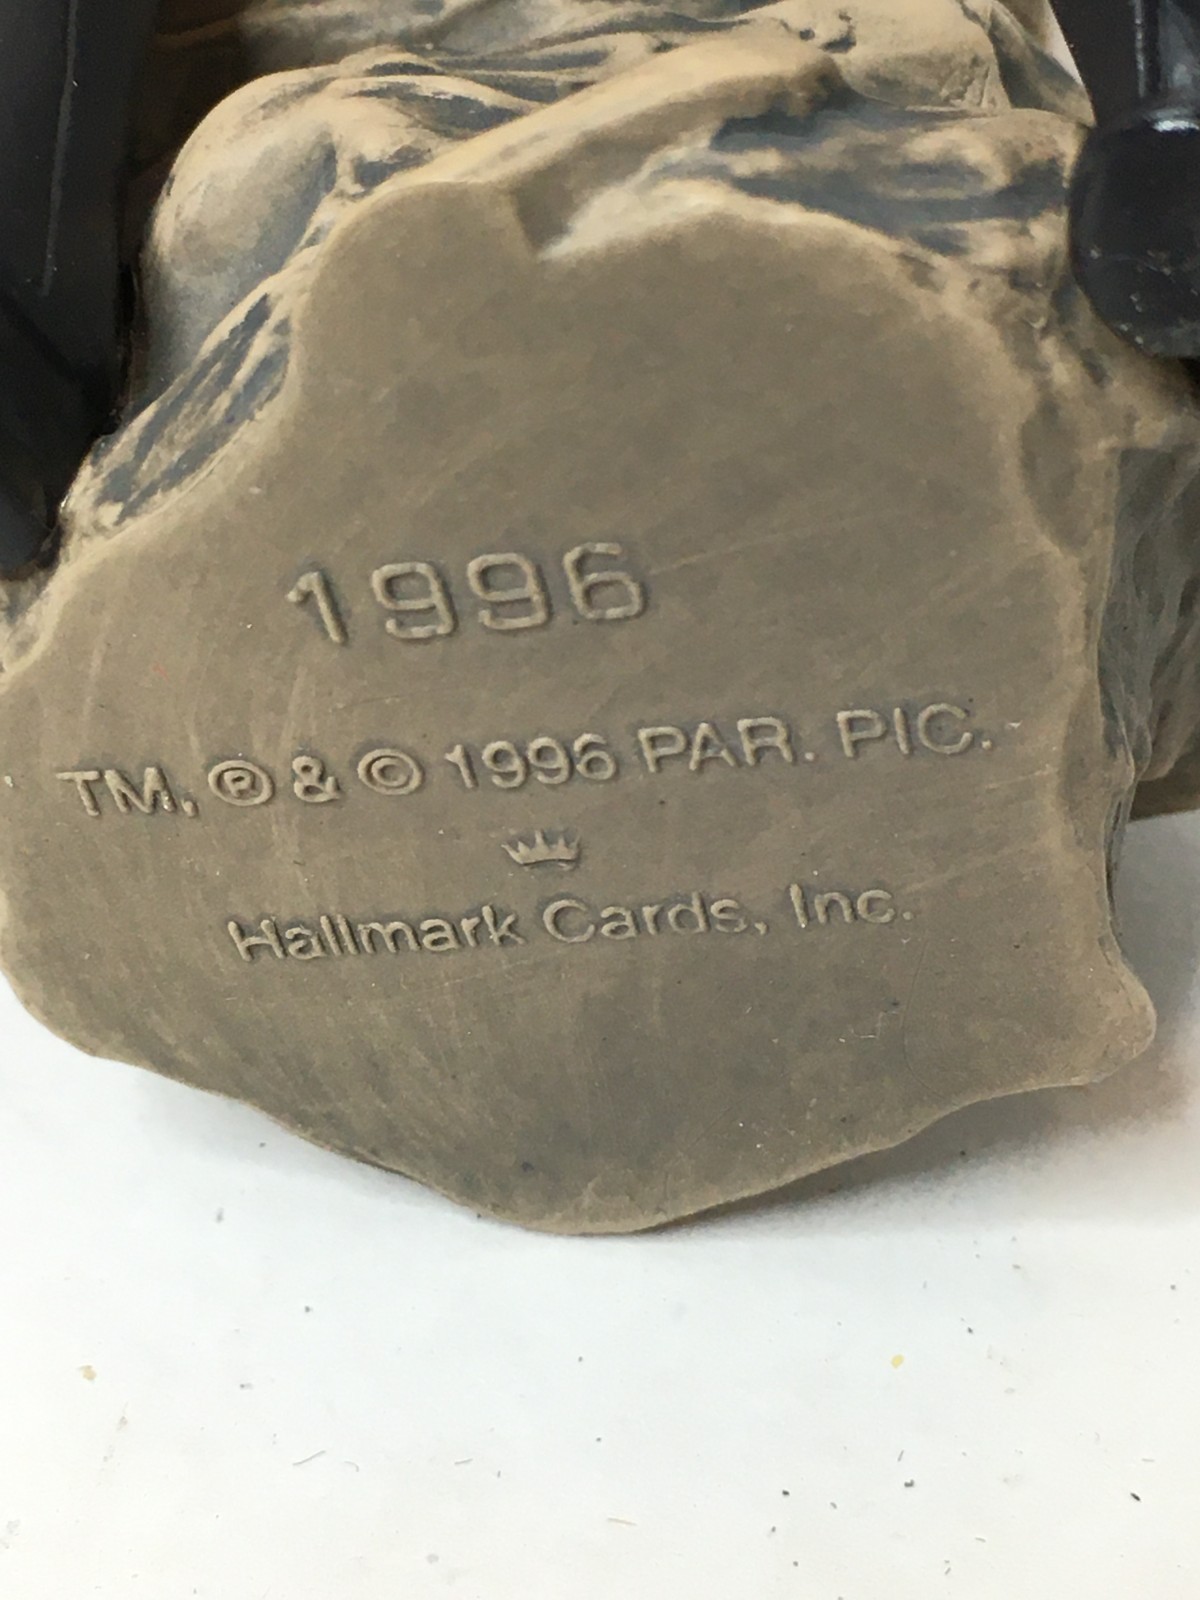 1996
TM, ® & © 1996 PAR. PIC.
Hallmark Cards, Inc.